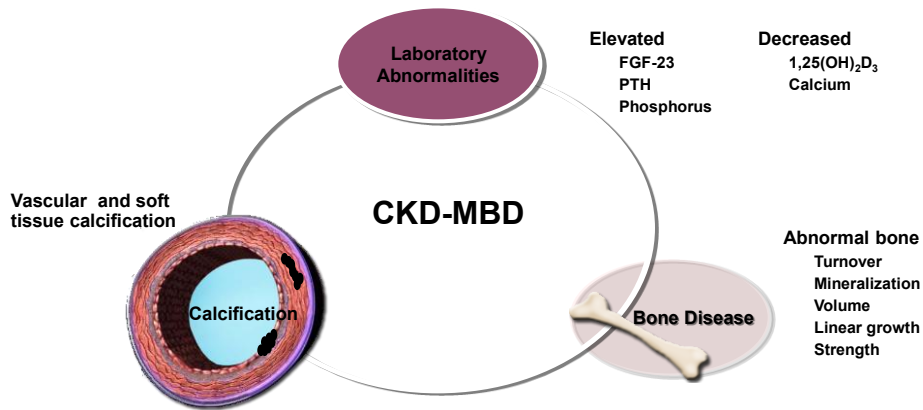 Laboratory
Abnormalities
Elevated
FGF-23
PTH
Phosphorus
Decreased
1,25(OH)₂D₃
Calcium
CKD-MBD
Vascular and soft
tissue calcification
Calcification
Bone Disease
Abnormal bone
Turnover
Mineralization
Volume
Linear growth
Strength